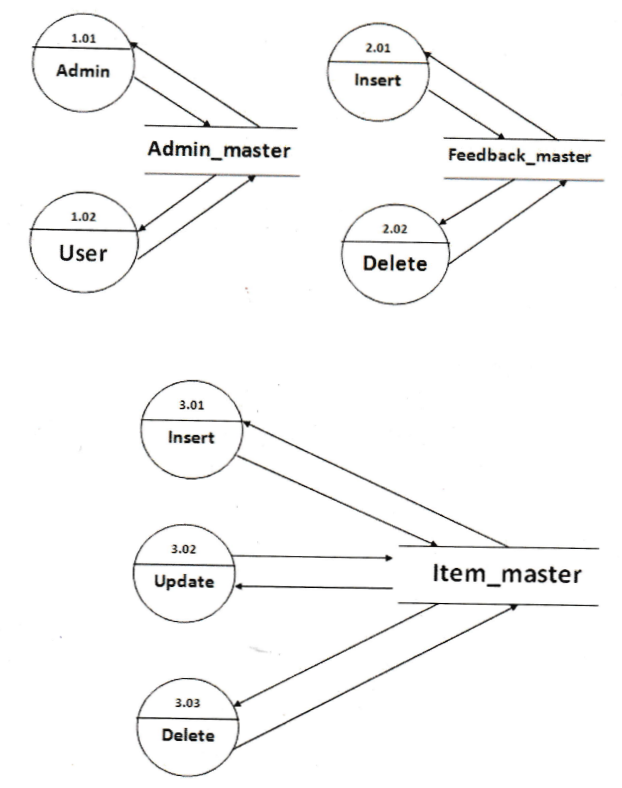 1.01
Admin
Admin_master
1.02
User
2.01
Insert
Feedback_master
2.02
Delete
3.01
Insert
3.02
Update
Item_master
3.03
Delete